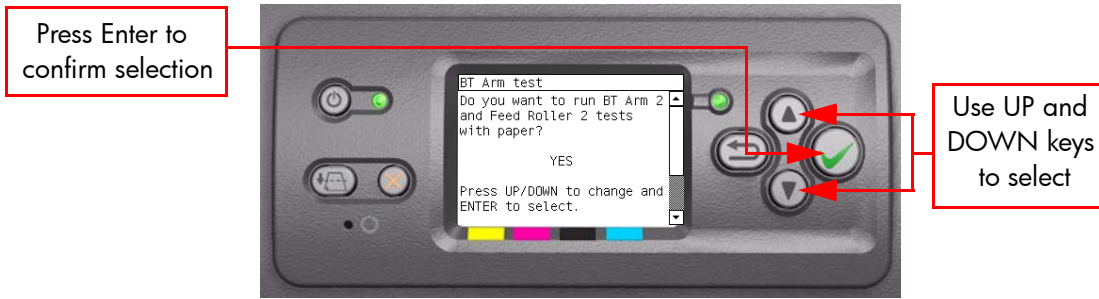 Press Enter to
confirm selection
BT Arm test
Do you want to run BT Arm 2
and Feed Roller 2 tests
with paper?
YES
Press UP/DOWN to change and
ENTER to select.
Use UP and
DOWN keys
to select